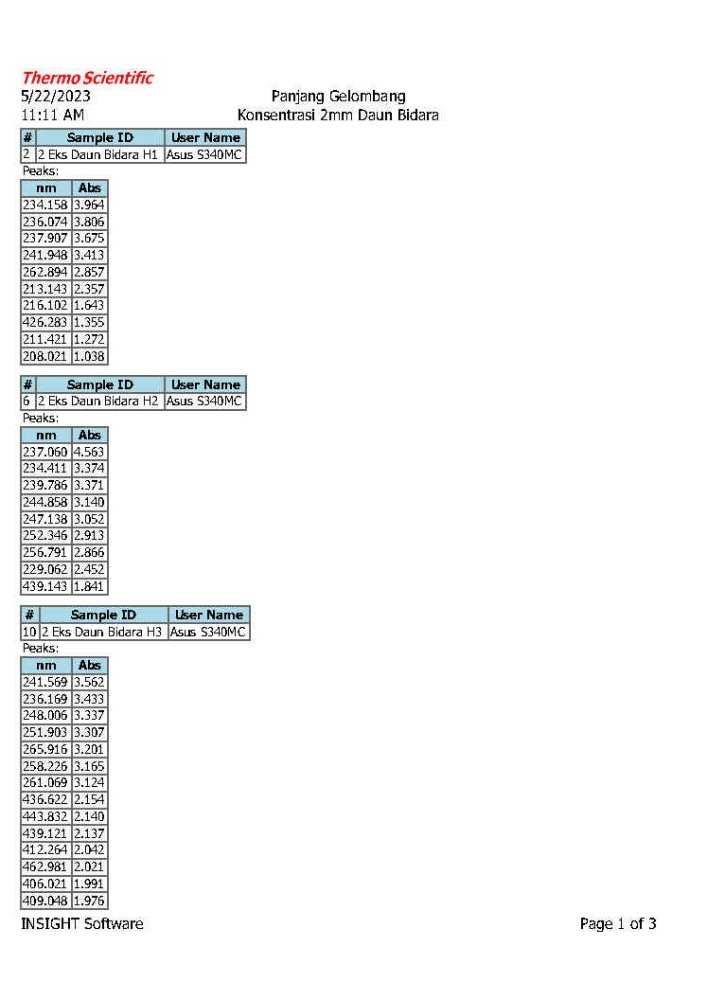 Thermo Scientific
5/22/2023 Panjang Gelombang
11:11 AM Konsentrasi 2mm Daun Bidara
# Sample ID User Name
2 2 Eks Daun Bidara H1 Asus S340MC
Peaks:
nm Abs
234.158 3.964
236.074 3.806
237.907 3.675
241.948 3.413
262.894 2.857
213.143 2.357
216.102 1.643
426.283 1.355
211.421 1.272
208.021 1.038
# Sample ID User Name
6 2 Eks Daun Bidara H2 Asus S340MC
Peaks:
nm Abs
237.060 4.563
234.411 3.374
239.786 3.371
244.858 3.140
247.138 3.052
252.346 2.913
256.791 2.866
229.062 2.452
439.143 1.841
# Sample ID User Name
10 2 Eks Daun Bidara H3 Asus S340MC
Peaks:
nm Abs
241.569 3.562
236.169 3.433
248.006 3.337
251.903 3.307
265.916 3.201
258.226 3.165
261.069 3.124
436.622 2.154
443.832 2.140
439.121 2.137
412.264 2.042
462.981 2.021
406.021 1.991
409.048 1.976
INSIGHT Software Page 1 of 3